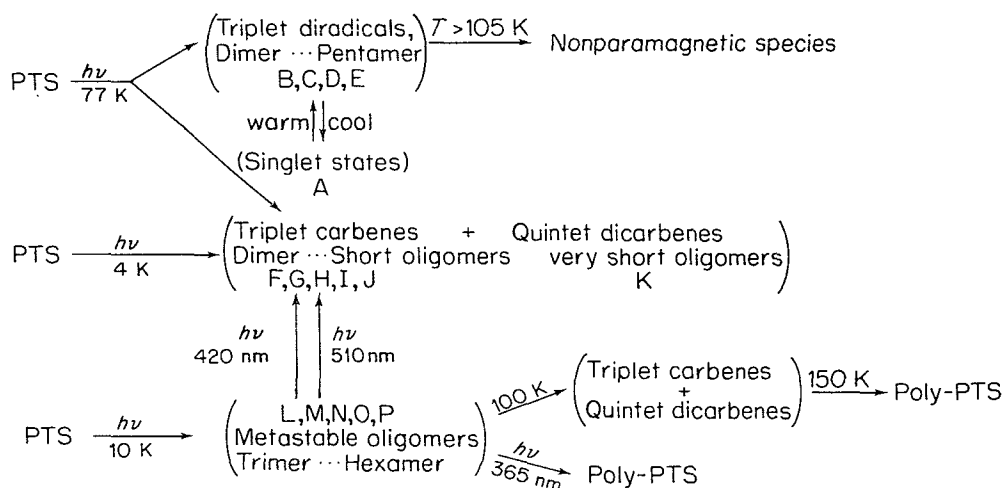 PTS hν 77 K
(Triplet diradicals,
Dimer ··· Pentamer)
B,C,D,E
T >105 K
Nonparamagnetic species
warm cool
(Singlet states)
A
PTS hν 4 K
(Triplet carbenes + Quintet dicarbenes
Dimer ··· Short oligomers very short oligomers)
F,G,H,I,J K
hν 420 nm
hν 510 nm
PTS hν 10 K
L,M,N,O,P
(Metastable oligomers
Trimer ··· Hexamer)
100 K
(Triplet carbenes
+
Quintet dicarbenes)
150 K
Poly-PTS
hν 365 nm
Poly-PTS